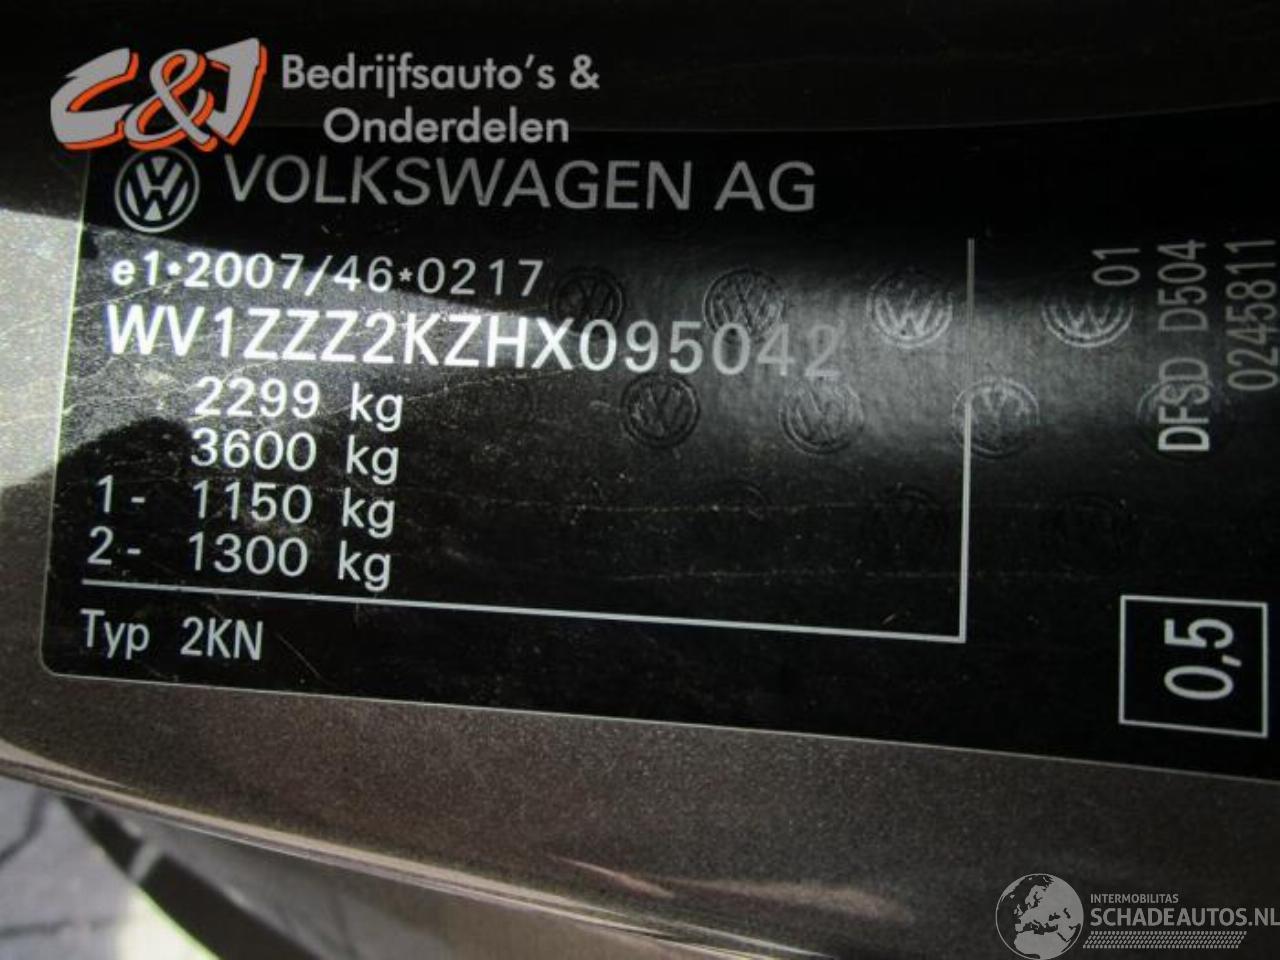 C&J Bedrijfsauto's &
Onderdelen
VOLKSWAGEN AG
e1*2007/46*0217
WV1ZZZ2KZHX095042
2299 kg
3600 kg
1- 1150 kg
2- 1300 kg
Typ 2KN
01
DFSD D504
0245811
0,5
INTERMOBILITAS
SCHADEAUTOS.NL